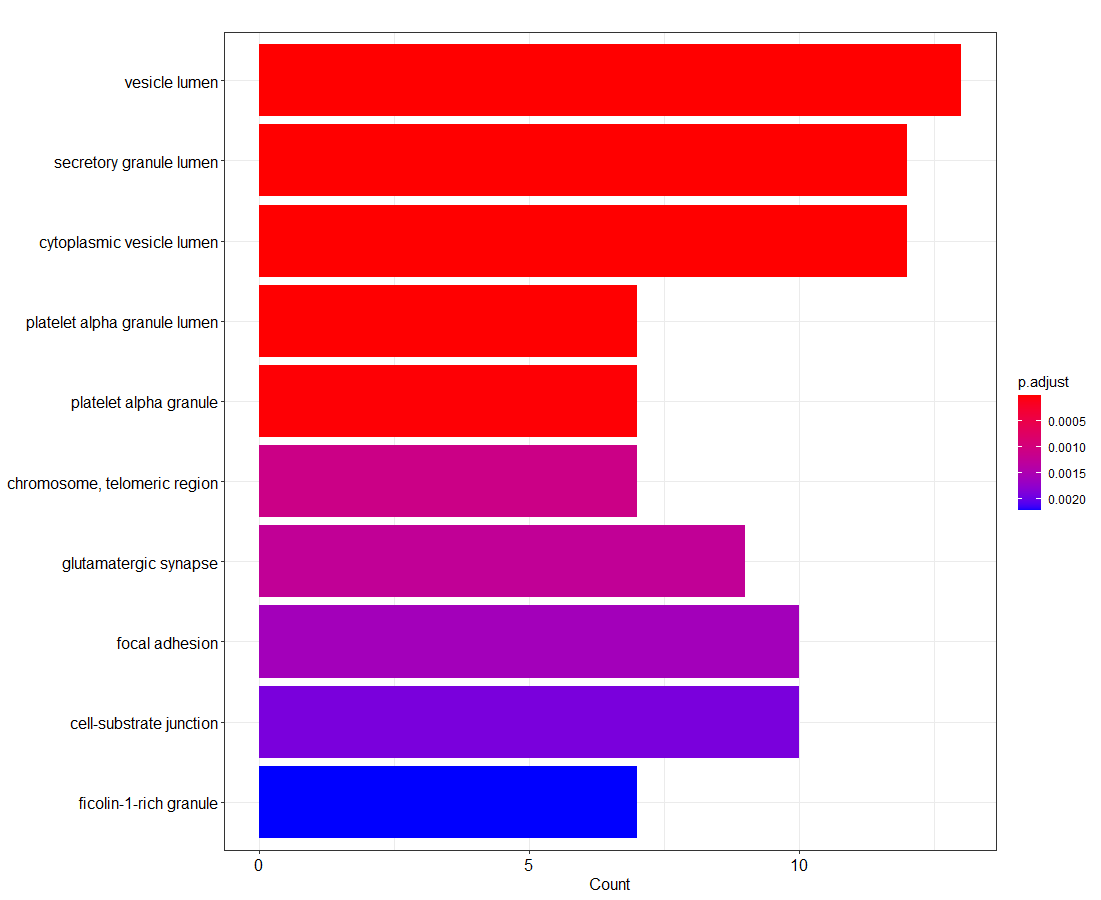 vesicle lumen
secretory granule lumen
cytoplasmic vesicle lumen
platelet alpha granule lumen
platelet alpha granule
chromosome, telomeric region
glutamatergic synapse
focal adhesion
cell-substrate junction
ficolin-1-rich granule
0 5 10
Count
p.adjust
0.0005
0.0010
0.0015
0.0020